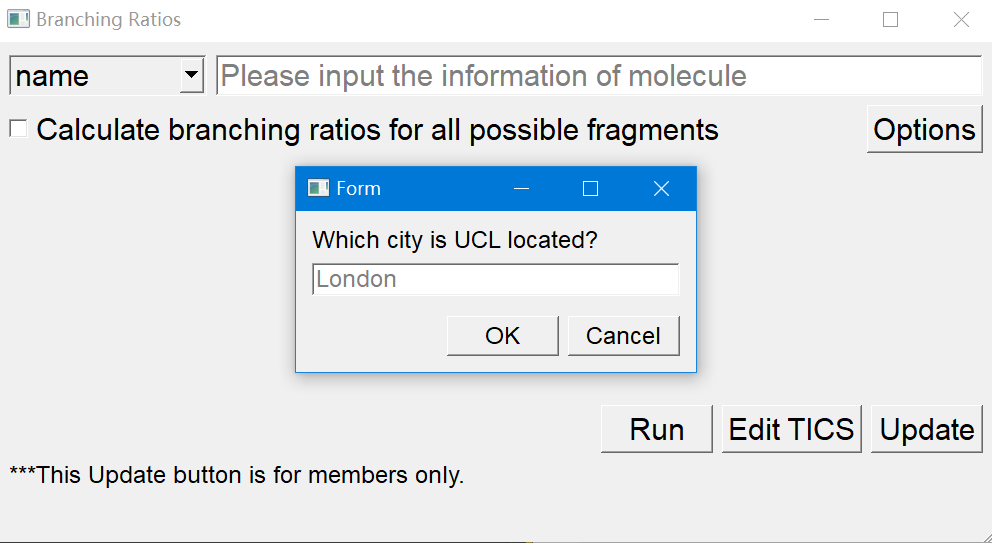 Branching Ratios
name Please input the information of molecule
Calculate branching ratios for all possible fragments Options
Form
Which city is UCL located?
London
OK Cancel
Run Edit TICS Update
***This Update button is for members only.